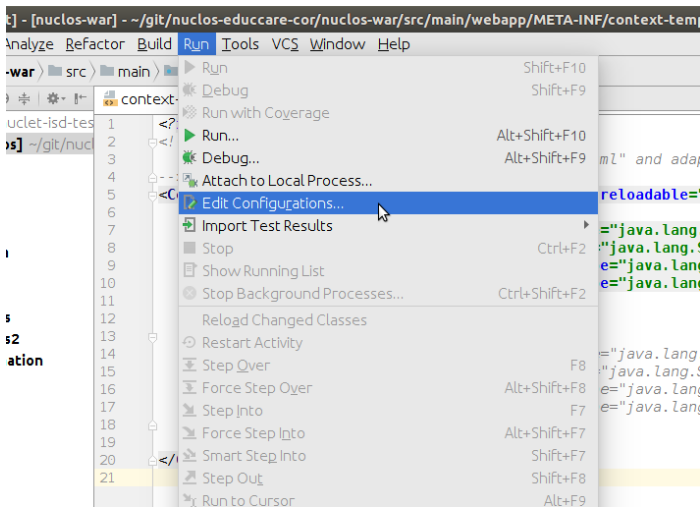 t] - [nuclos-war] - ~/git/nuclos-educcare-cor/nuclos-war/src/main/webapp/META-INF/context-temp
Analyze Refactor Build Run Tools VCS Window Help
-war src main
context-
uclet-isd-tes
os] ~/git/nucl
s
s2
ation
1 <?
2 <!
3 ml" and adap
4 --
5 <C reloadable="
6
7 ="java.lang
8 "java.lang.S
9 e="java.lang
10 e="java.lang
11
12
13
14 ="java.lang
15 "java.lang.S
16 e="java.lang
17 e="java.lang
18
19
20 </
21
Run Shift+F10
Debug Shift+F9
Run with Coverage
Run... Alt+Shift+F10
Debug... Alt+Shift+F9
Attach to Local Process...
Edit Configurations...
Import Test Results
Stop Ctrl+F2
Show Running List
Stop Background Processes... Ctrl+Shift+F2
Reload Changed Classes
Restart Activity
Step Over F8
Force Step Over Alt+Shift+F8
Step Into F7
Force Step Into Alt+Shift+F7
Smart Step Into Shift+F7
Step Out Shift+F8
Run to Cursor Alt+F9